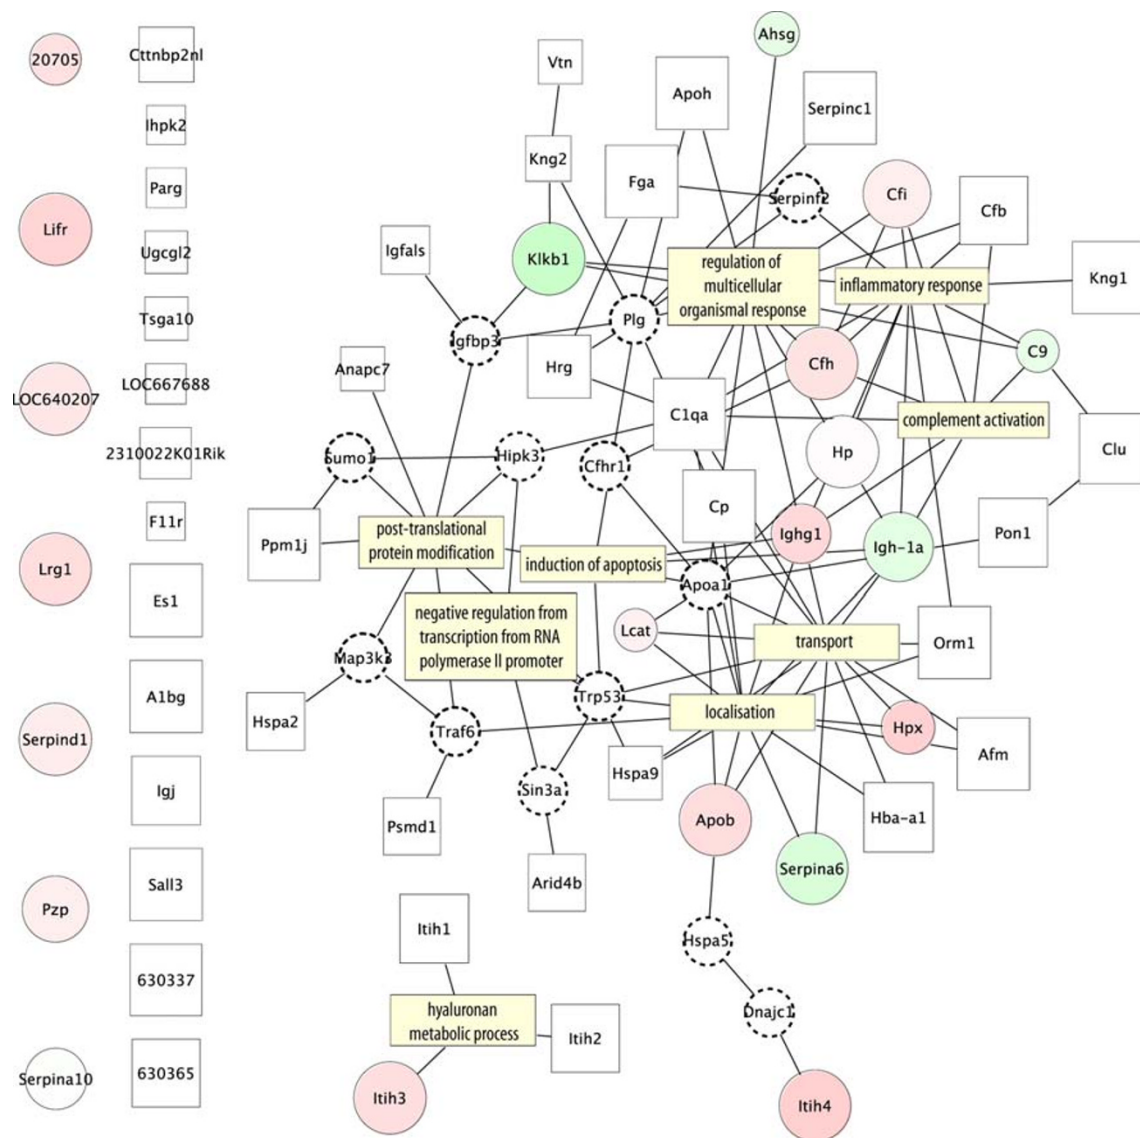 20705
Cttnbp2nl
Ihpk2
Lifr
Parg
Ugcgl2
Tsga10
LOC640207
LOC667688
2310022K01Rik
F11r
Lrg1
Es1
A1bg
Serpind1
Igj
Pzp
Sall3
630337
Serpina10
630365
Ahsg
Vtn
Apoh
Serpinc1
Kng2
Fga
Serpinf2
Cfi
Cfb
Igfals
Klkb1
regulation of
multicellular
organismal response
inflammatory response
Kng1
Plg
gfbp3
Hrg
Cfh
C9
Anapc7
C1qa
complement activation
Sumo1
Hipk3
Cfhr1
Hp
Clu
Cp
Ppm1j
post-translational
protein modification
induction of apoptosis
Ighg1
Igh-1a
Pon1
Apoa1
negative regulation from
transcription from RNA
polymerase II promoter
Lcat
transport
Orm1
Map3k3
Trp53
localisation
Hspa2
Traf6
Hpx
Afm
Hspa9
Sin3a
Psmd1
Apob
Hba-a1
Arid4b
Serpina6
Itih1
Hspa5
hyaluronan
metabolic process
Itih2
Dnajc1
Itih3
Itih4